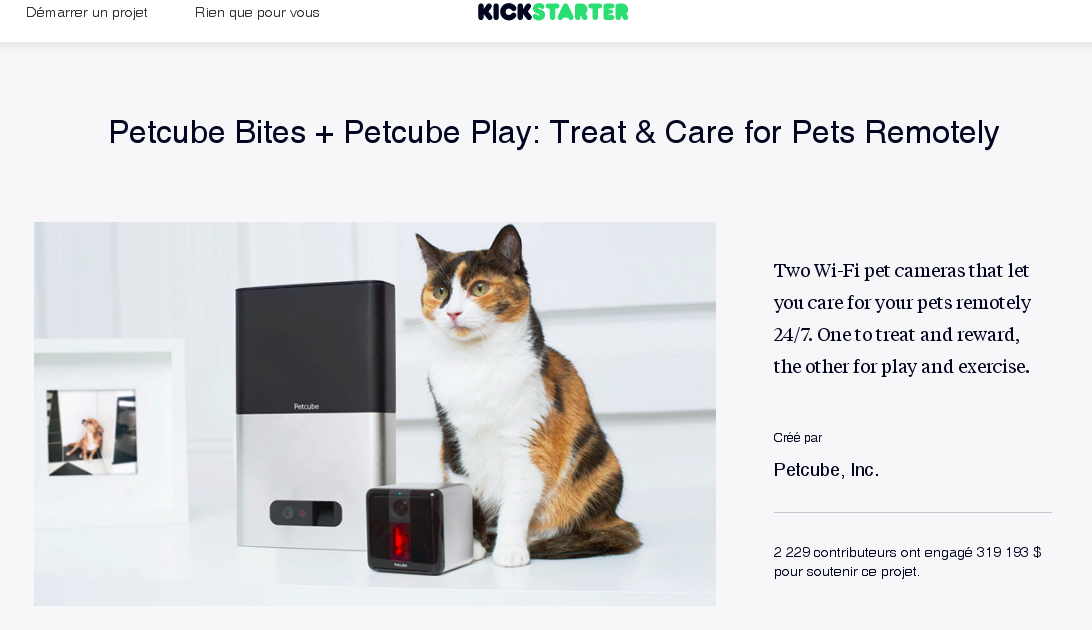 Démarrer un projet
Rien que pour vous
KICKSTARTER
Petcube Bites + Petcube Play: Treat & Care for Pets Remotely
Petcube
Petcube
Two Wi-Fi pet cameras that let
you care for your pets remotely
24/7. One to treat and reward,
the other for play and exercise.
Créé par
Petcube, Inc.
2 229 contributeurs ont engagé 319 193 $
pour soutenir ce projet.